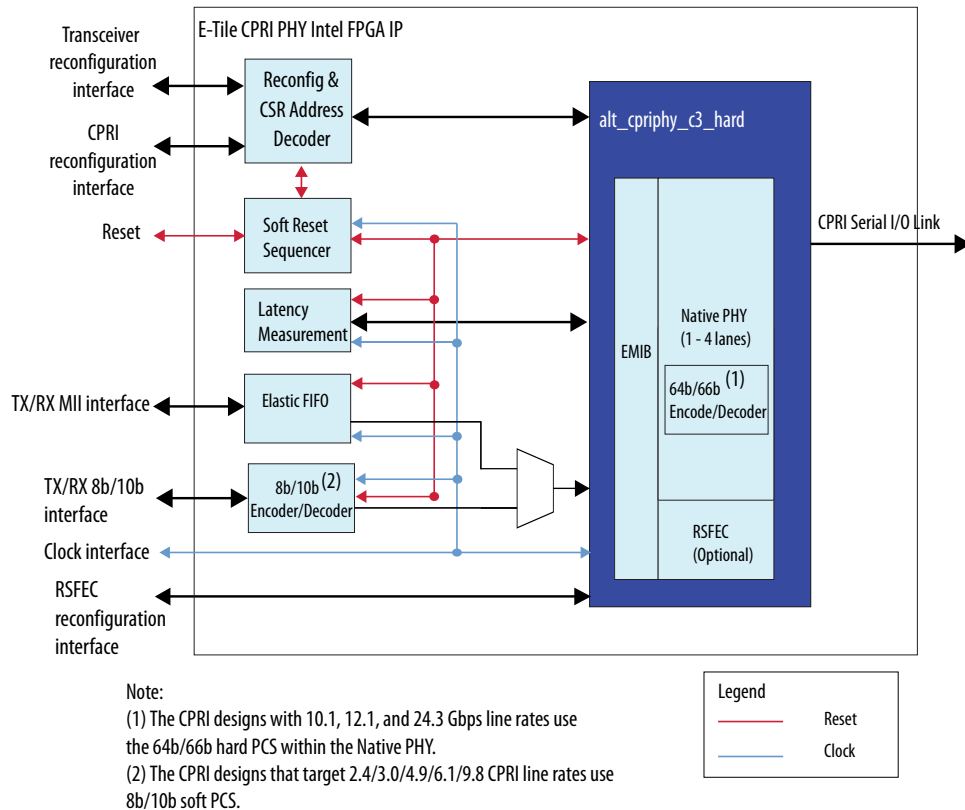 E-Tile CPRI PHY Intel FPGA IP
Transceiver
reconfiguration
interface
Reconfig &
CSR Address
Decoder
alt_cpriphy_c3_hard
CPRI
reconfiguration
interface
Reset
Soft Reset
Sequencer
CPRI Serial I/O Link
Latency
Measurement
EMIB
Native PHY
(1 - 4 lanes)
64b/66b (1)
Encode/Decoder
TX/RX MII interface
Elastic FIFO
TX/RX 8b/10b
interface
8b/10b (2)
Encoder/Decoder
Clock interface
RSFEC
(Optional)
RSFEC
reconfiguration
interface
Note:
(1) The CPRI designs with 10.1, 12.1, and 24.3 Gbps line rates use
the 64b/66b hard PCS within the Native PHY.
(2) The CPRI designs that target 2.4/3.0/4.9/6.1/9.8 CPRI line rates use
8b/10b soft PCS.
Legend
Reset
Clock